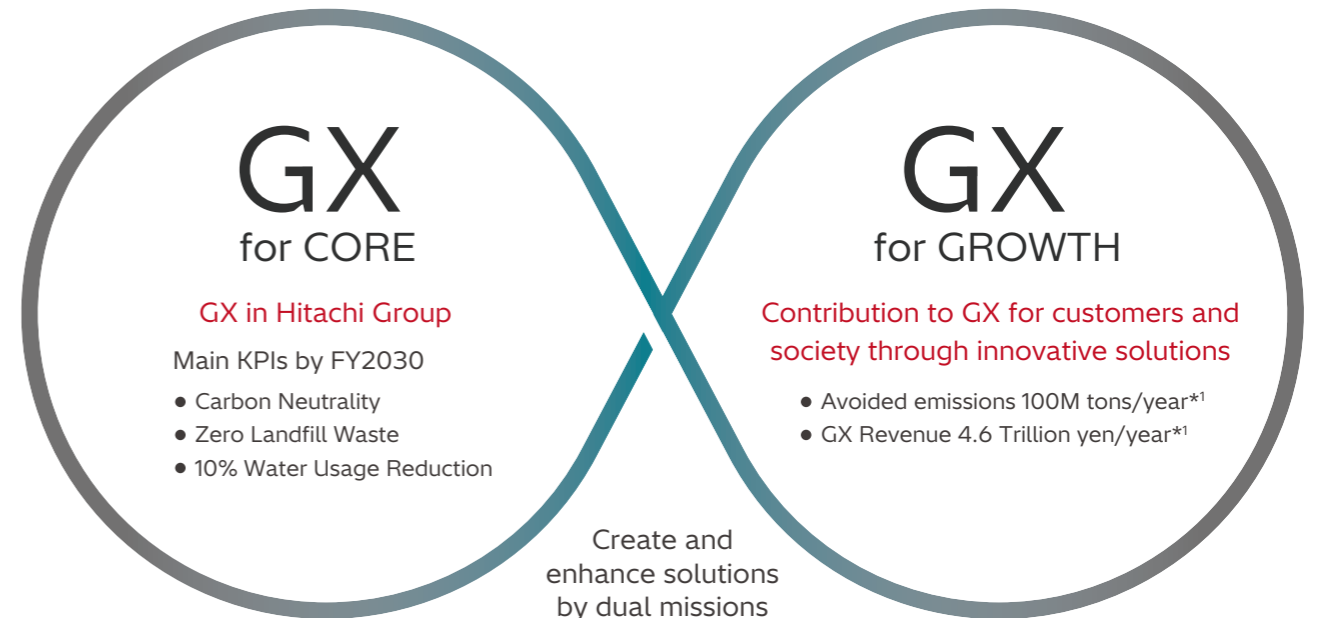 GX
for CORE
GX in Hitachi Group
Main KPIs by FY2030
● Carbon Neutrality
● Zero Landfill Waste
● 10% Water Usage Reduction
GX
for GROWTH
Contribution to GX for customers and
society through innovative solutions
● Avoided emissions 100M tons/year*¹
● GX Revenue 4.6 Trillion yen/year*¹
Create and
enhance solutions
by dual missions